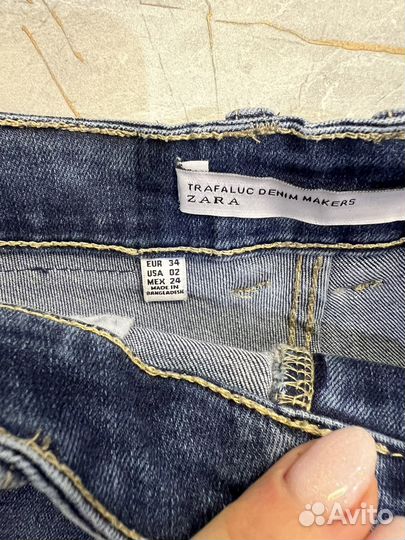 TRAFALUC DENIM MAKERS
ZARA
EUR 34
USA 02
MEX 24
MADE IN
BANGLADESH
Avito